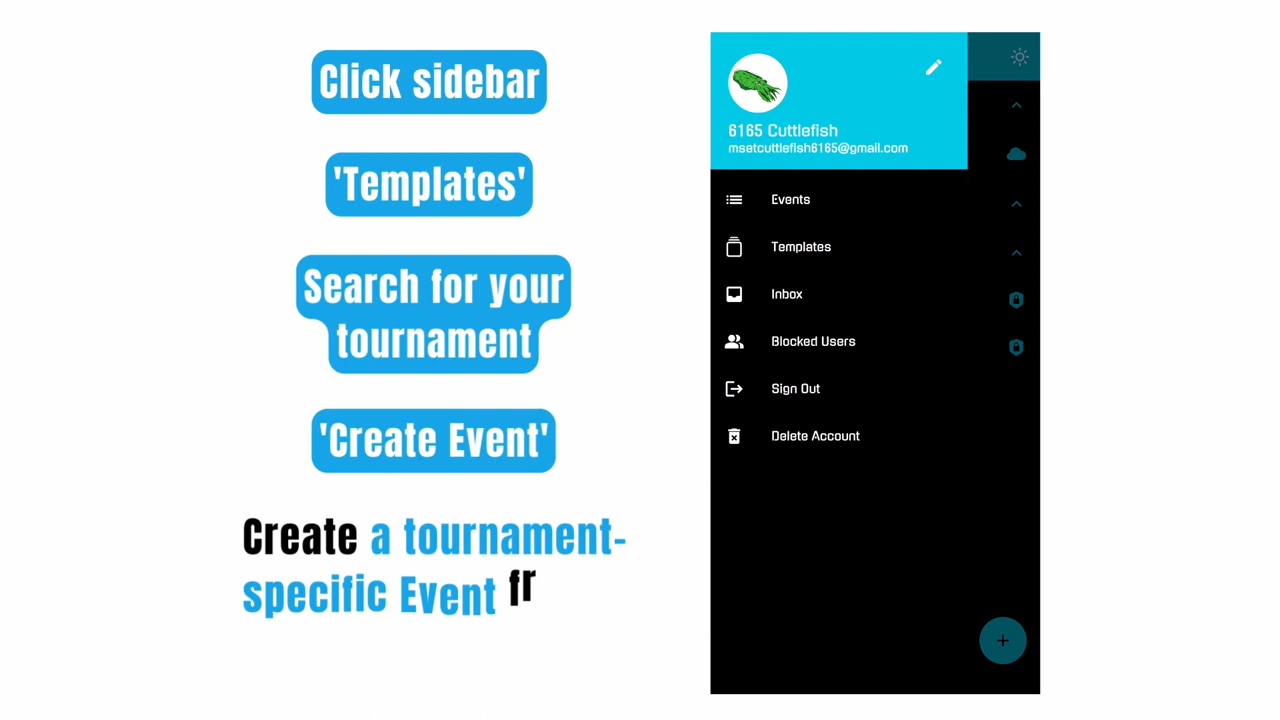 Click sidebar
'Templates'
Search for your
tournament
'Create Event'
Create a tournament-
specific Event fr
6165 Cuttlefish
msetcuttlefish6165@gmail.com
Events
Templates
Inbox
Blocked Users
Sign Out
Delete Account